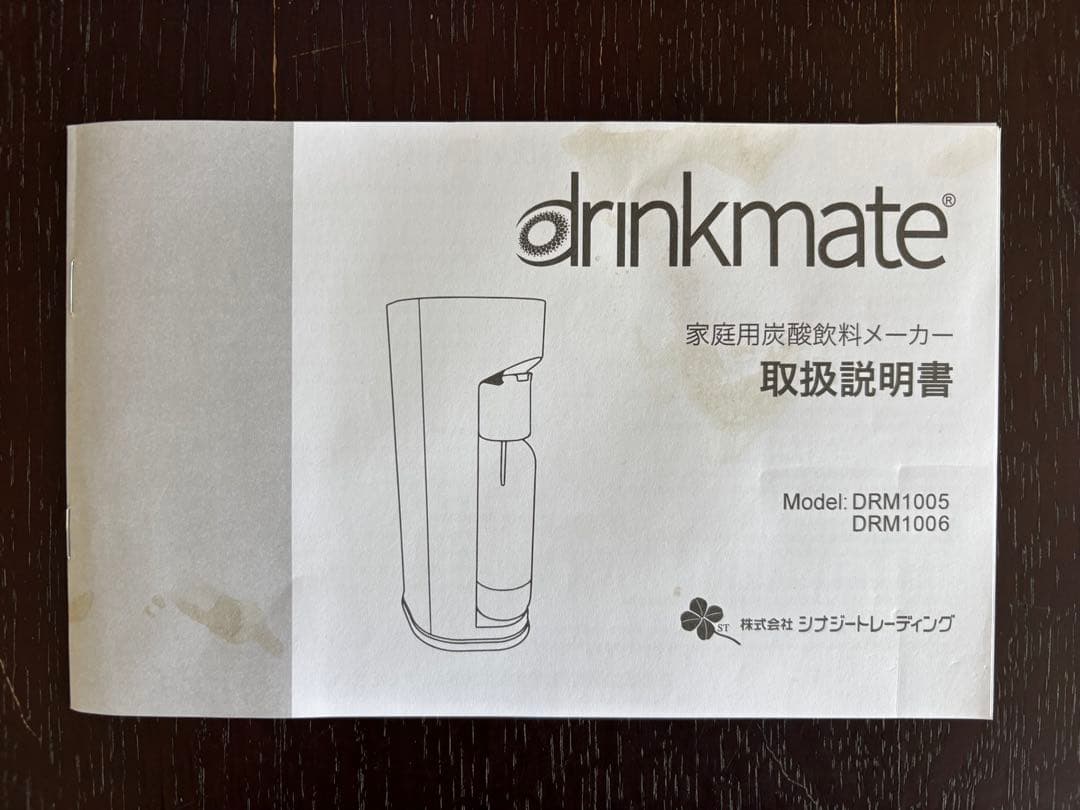 drinkmate®
家庭用炭酸飲料メーカー
取扱説明書
Model: DRM1005
DRM1006
ST 株式会社 シナジートレーディング